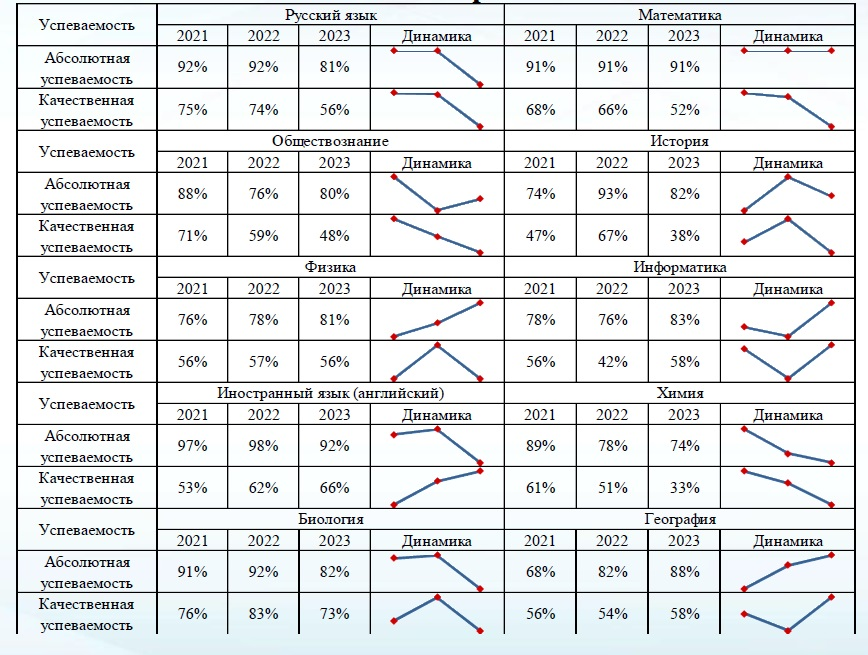 Успеваемость Русский язык Математика
2021 2022 2023 Динамика 2021 2022 2023 Динамика
Абсолютная успеваемость 92% 92% 81% 91% 91% 91%
Качественная успеваемость 75% 74% 56% 68% 66% 52%
Успеваемость Обществознание История
2021 2022 2023 Динамика 2021 2022 2023 Динамика
Абсолютная успеваемость 88% 76% 80% 74% 93% 82%
Качественная успеваемость 71% 59% 48% 47% 67% 38%
Успеваемость Физика Информатика
2021 2022 2023 Динамика 2021 2022 2023 Динамика
Абсолютная успеваемость 76% 78% 81% 78% 76% 83%
Качественная успеваемость 56% 57% 56% 56% 42% 58%
Успеваемость Иностранный язык (английский) Химия
2021 2022 2023 Динамика 2021 2022 2023 Динамика
Абсолютная успеваемость 97% 98% 92% 89% 78% 74%
Качественная успеваемость 53% 62% 66% 61% 51% 33%
Успеваемость Биология География
2021 2022 2023 Динамика 2021 2022 2023 Динамика
Абсолютная успеваемость 91% 92% 82% 68% 82% 88%
Качественная успеваемость 76% 83% 73% 56% 54% 58%